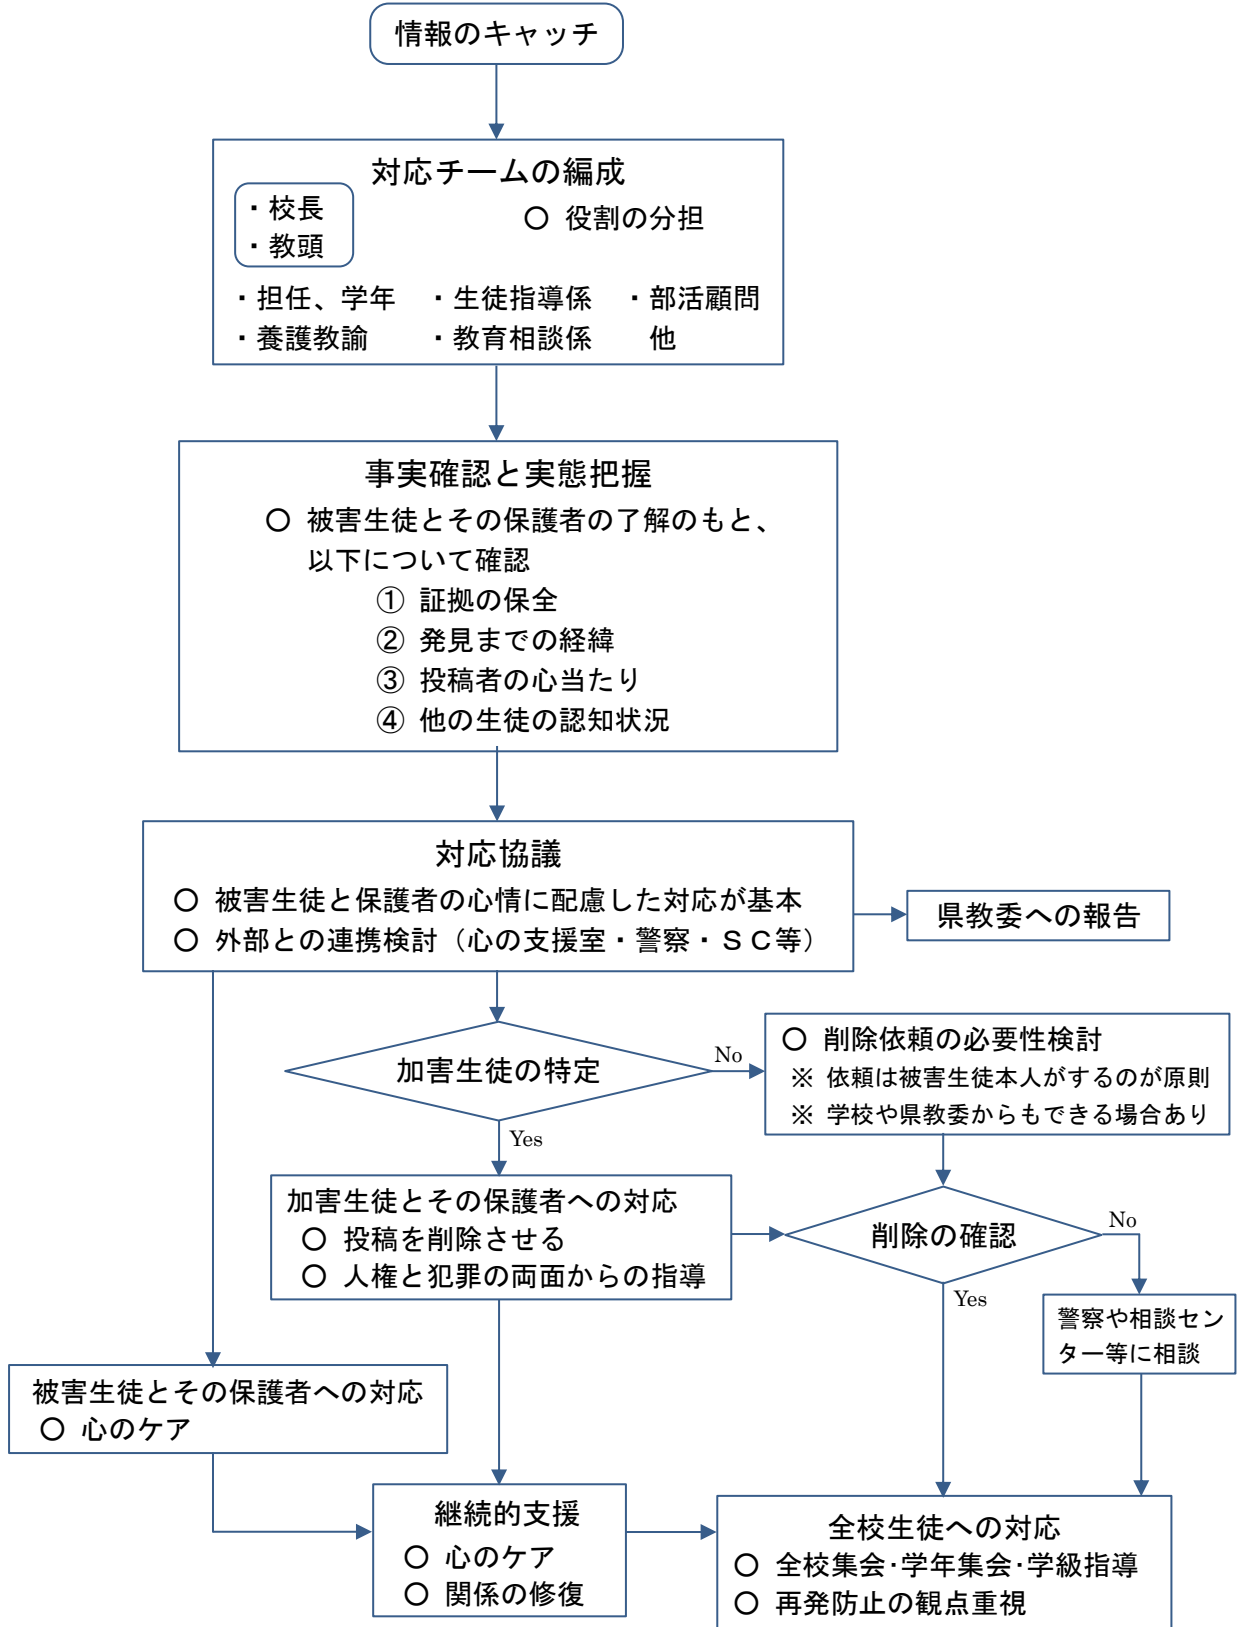 情報のキャッチ
対応チームの編成
・校長
・教頭
○ 役割の分担
・担任、学年 ・生徒指導係 ・部活顧問
・養護教諭 ・教育相談係 他
事実確認と実態把握
○ 被害生徒とその保護者の了解のもと、
以下について確認
① 証拠の保全
② 発見までの経緯
③ 投稿者の心当たり
④ 他の生徒の認知状況
対応協議
○ 被害生徒と保護者の心情に配慮した対応が基本
○ 外部との連携検討（心の支援室・警察・ＳＣ等）
県教委への報告
加害生徒の特定
No
Yes
○ 削除依頼の必要性検討
※ 依頼は被害生徒本人がするのが原則
※ 学校や県教委からもできる場合あり
加害生徒とその保護者への対応
○ 投稿を削除させる
○ 人権と犯罪の両面からの指導
削除の確認
No
Yes
警察や相談セン
ター等に相談
被害生徒とその保護者への対応
○ 心のケア
継続的支援
○ 心のケア
○ 関係の修復
全校生徒への対応
○ 全校集会・学年集会・学級指導
○ 再発防止の観点重視